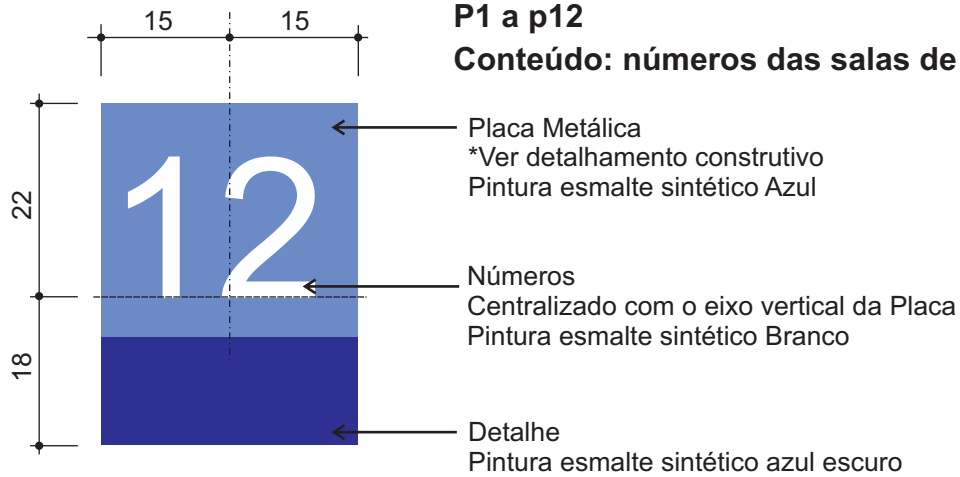 15 15
P1 a p12
Conteúdo: números das salas de
Placa Metálica
*Ver detalhamento construtivo
Pintura esmalte sintético Azul
22
12
Números
Centralizado com o eixo vertical da Placa
Pintura esmalte sintético Branco
18
Detalhe
Pintura esmalte sintético azul escuro